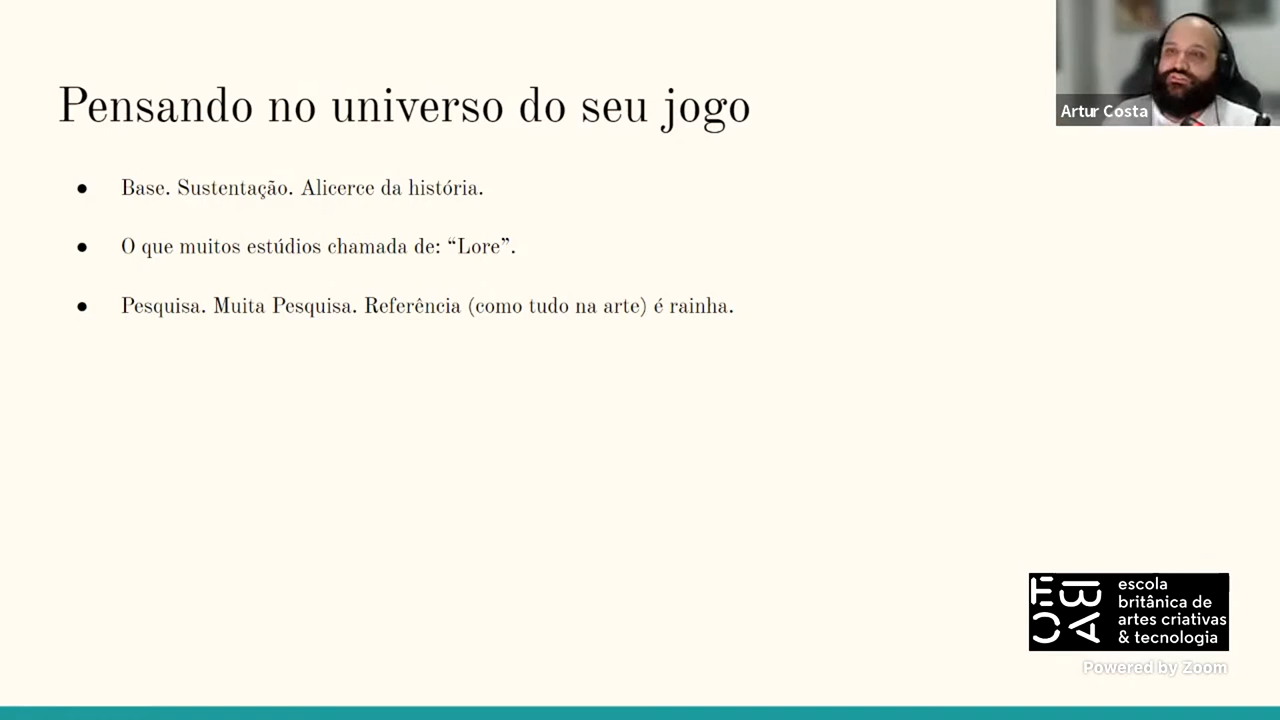 Pensando no universo do seu jogo
Artur Costa
● Base. Sustentação. Alicerce da história.
● O que muitos estúdios chamada de: “Lore”.
● Pesquisa. Muita Pesquisa. Referência (como tudo na arte) é rainha.
EBAC
escola
britânica de
artes criativas
& tecnologia
Powered by Zoom